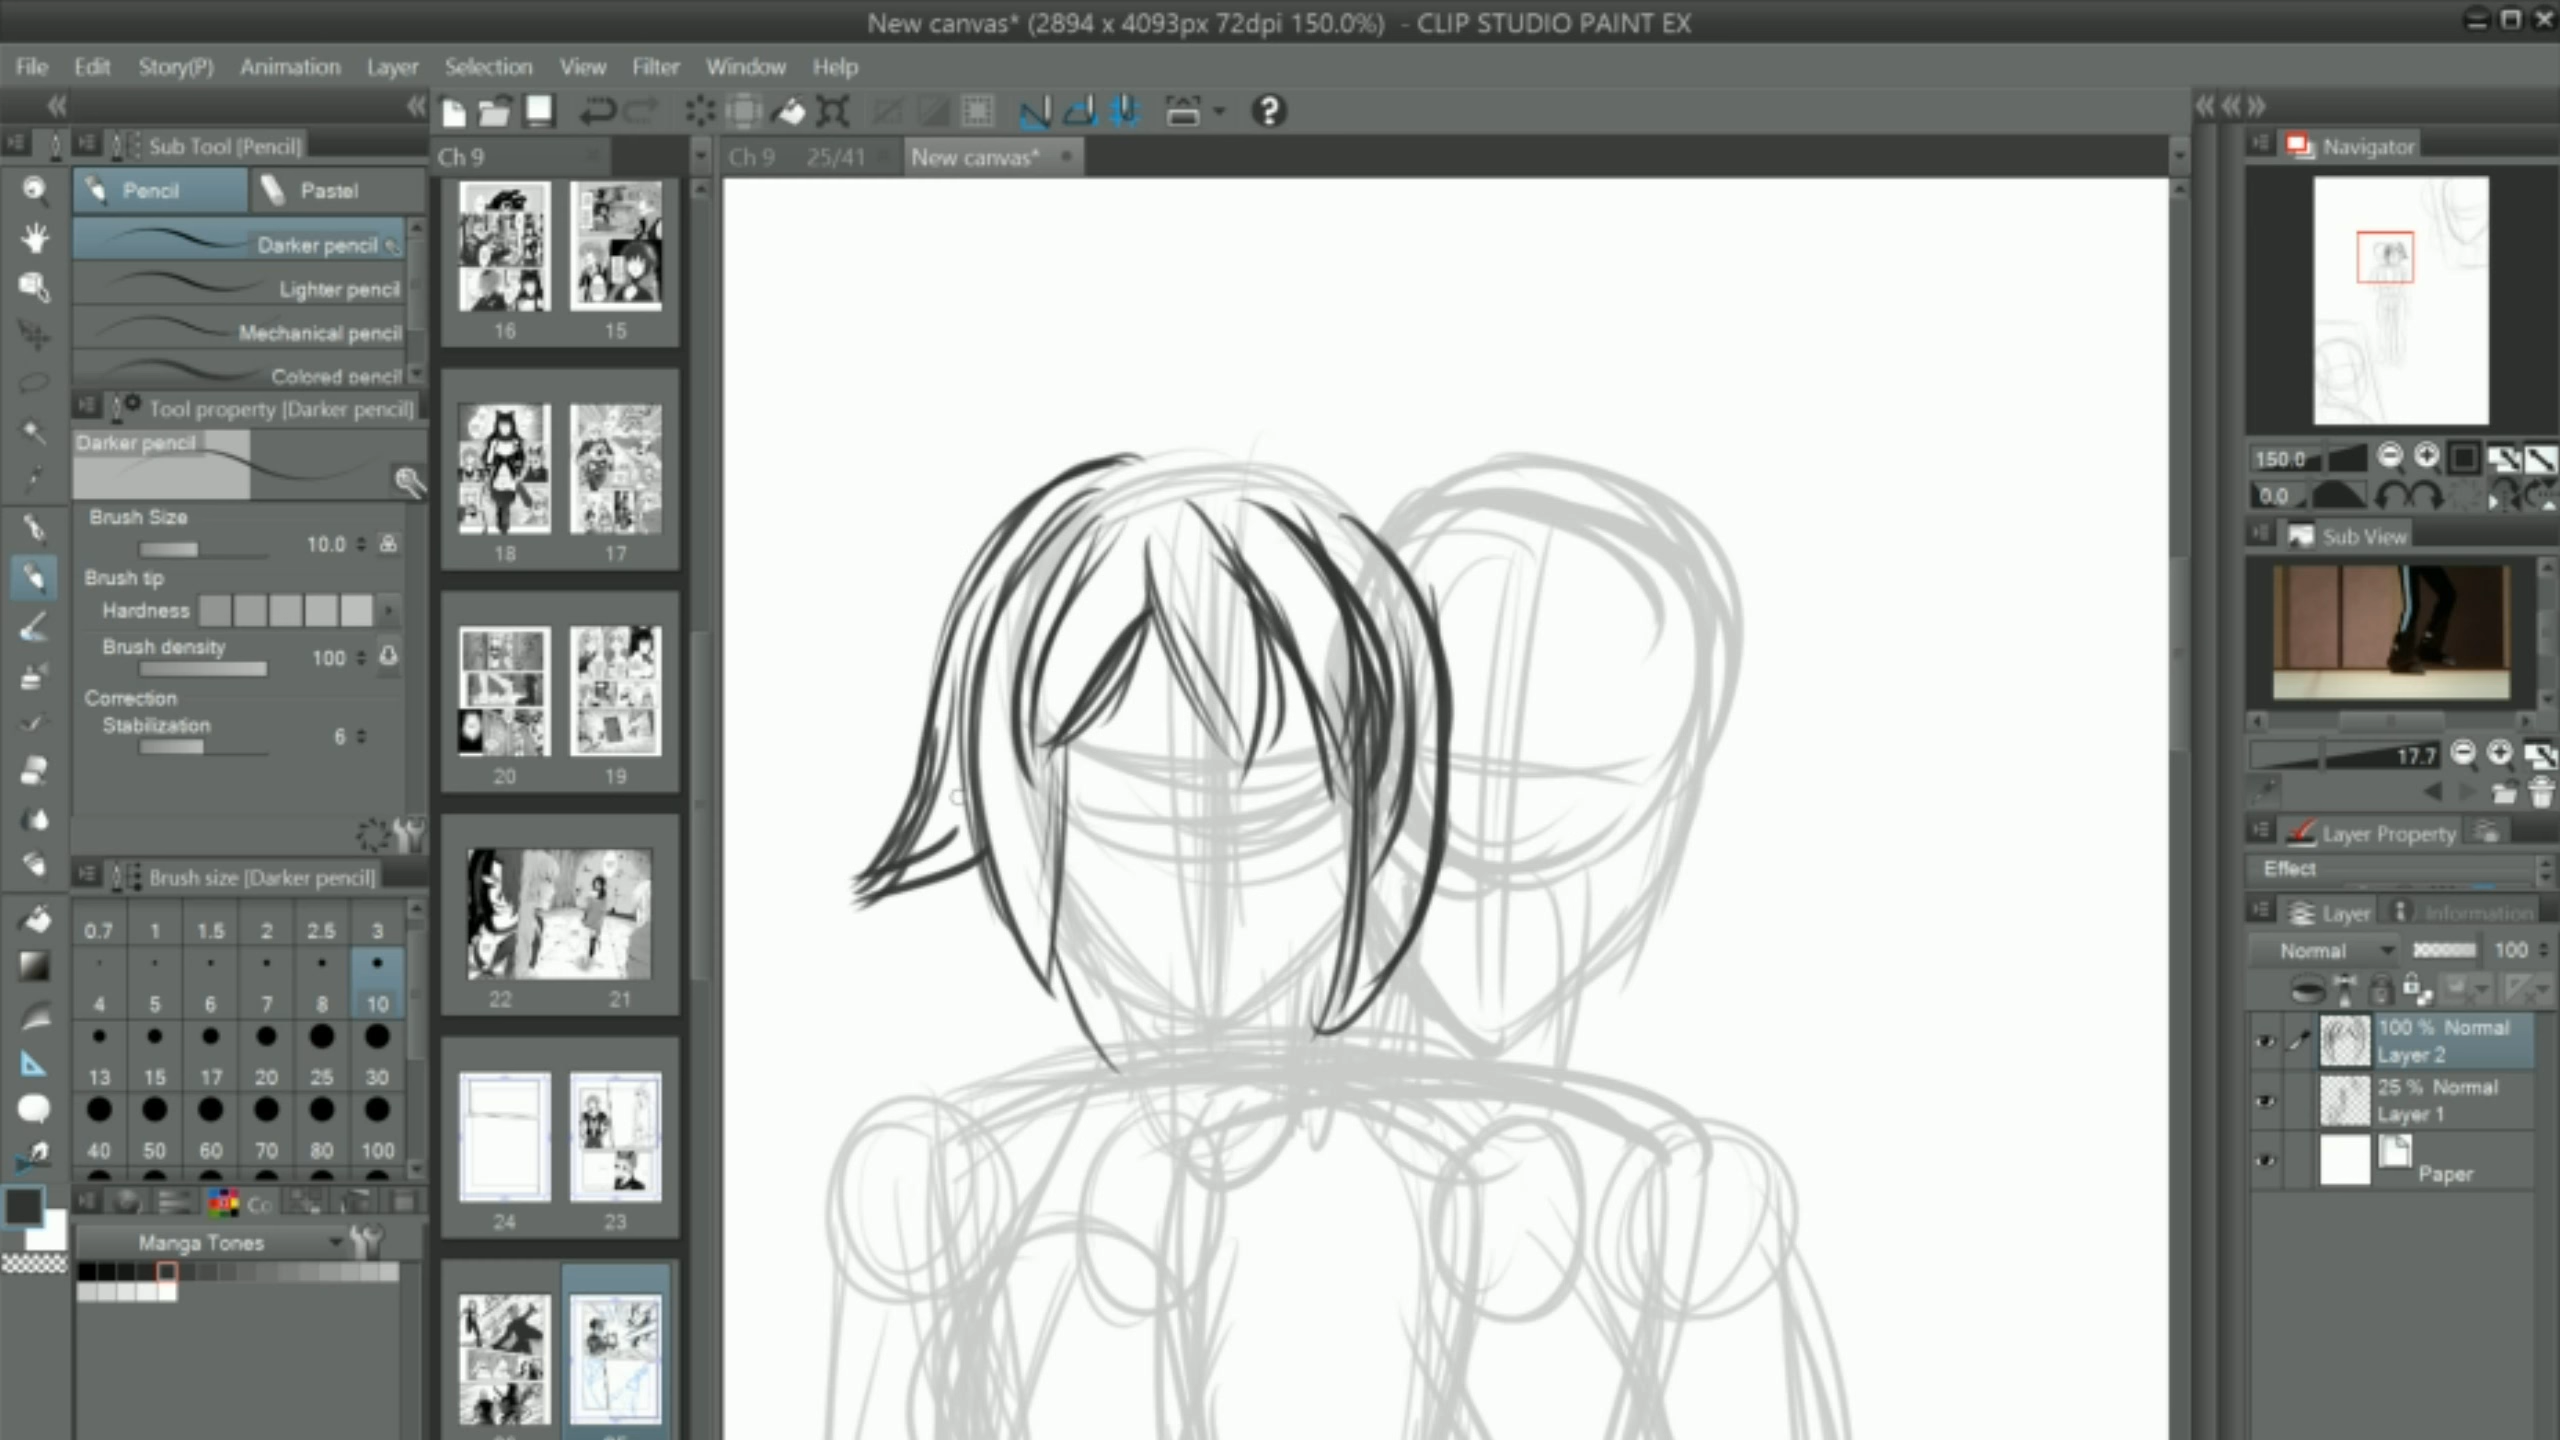 New canvas* (2894 x 4093px 72dpi 150.0%) - CLIP STUDIO PAINT EX
File Edit Story(P) Animation Layer Selection View Filter Window Help
Sub Tool [Pencil]
Pencil Pastel
Darker pencil
Lighter pencil
Mechanical pencil
Colored pencil
Tool property [Darker pencil]
Darker pencil
Brush Size
10.0
Brush tip
Hardness
Brush density 100
Correction
Stabilization
6
Brush size [Darker pencil]
0.7 1 1.5 2 2.5 3
4 5 6 7 8 10
13 15 17 20 25 30
40 50 60 70 80 100
Co
Manga Tones
Ch 9
16 15
18 17
20 19
22 21
24 23
Ch 9 25/41 New canvas*
Navigator
150.0
0.0
Sub View
17.7
Layer Property
Effect
Layer Information
Normal 100
100 % Normal
Layer 2
25 % Normal
Layer 1
Paper